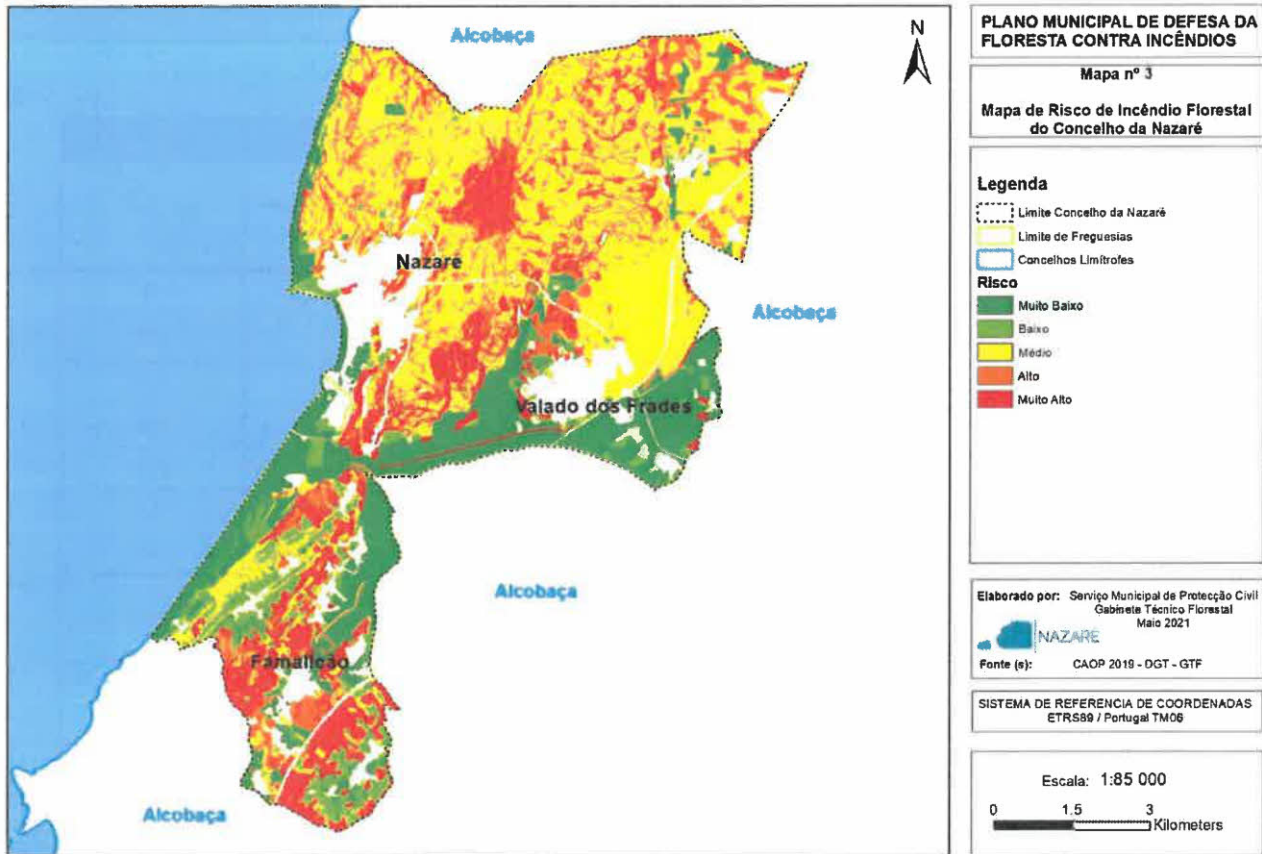 Alcobaça
N
Nazaré
Alcobaça
Valado dos Frades
Alcobaça
Famalicão
Alcobaça
PLANO MUNICIPAL DE DEFESA DA
FLORESTA CONTRA INCÊNDIOS
Mapa nº 3
Mapa de Risco de Incêndio Florestal
do Concelho da Nazaré
Legenda
Limite Concelho da Nazaré
Limite de Freguesias
Concelhos Limítrofes
Risco
Muito Baixo
Baixo
Médio
Alto
Muito Alto
Elaborado por: Serviço Municipal de Protecção Civil
Gabinete Técnico Florestal
Maio 2021
NAZARÉ
Fonte (s): CAOP 2019 - DGT - GTF
SISTEMA DE REFERENCIA DE COORDENADAS
ETRS89 / Portugal TM06
Escala: 1:85 000
0 1.5 3
Kilometers